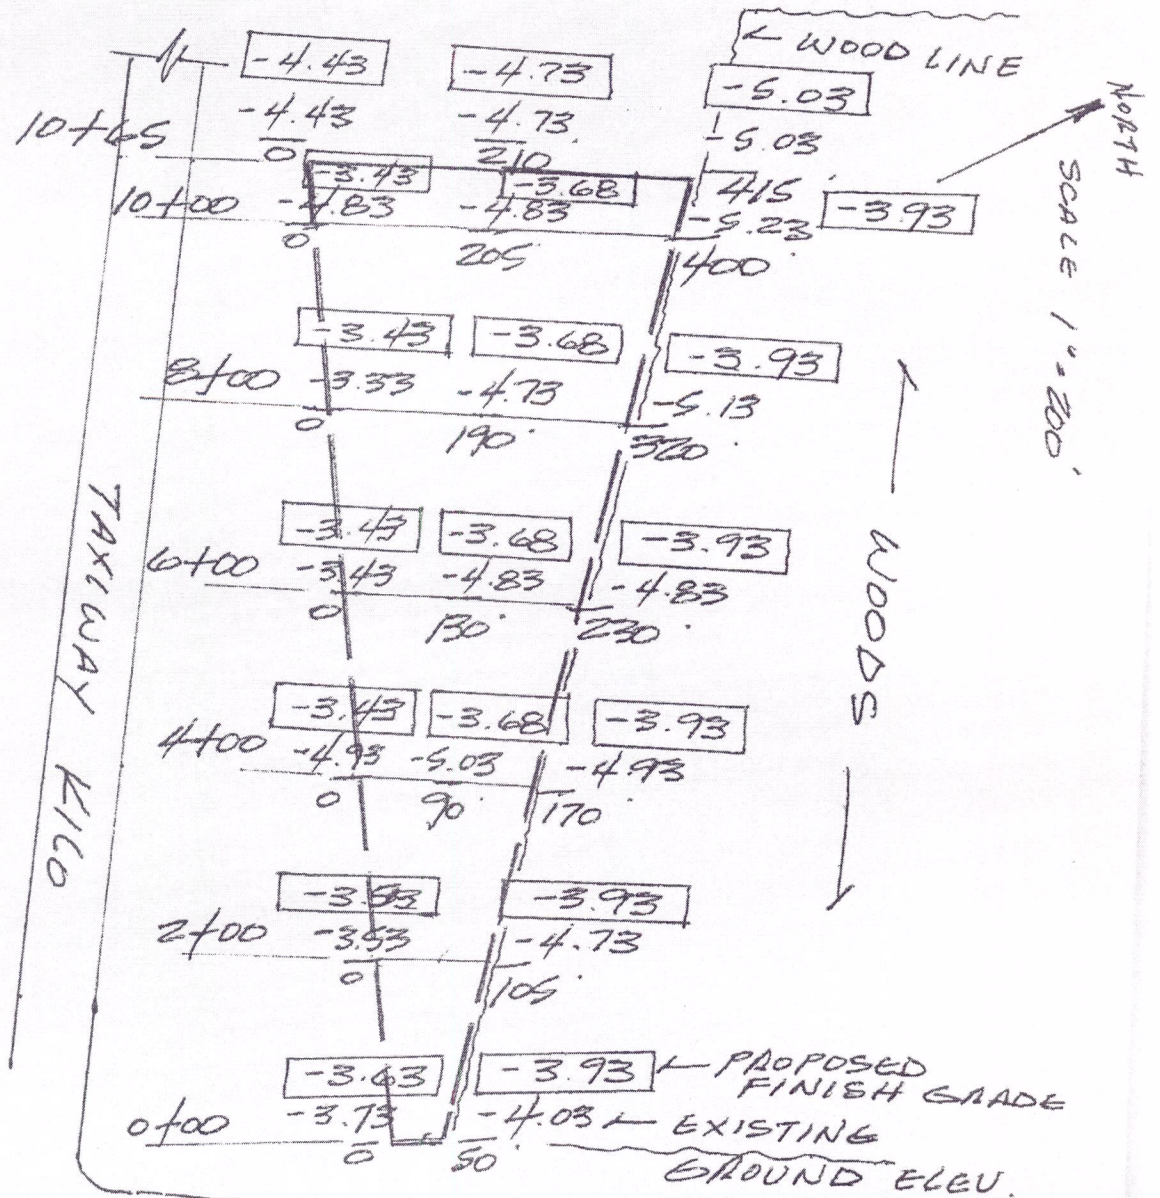 ← WOOD LINE
-4.43 -4.73 -5.03
-4.43 -4.73 -5.03
NORTH
SCALE 1" = 200'
10+65 0 210 415
-3.43 -3.68 -3.93
10+00 -4.83 -4.83 -5.23
0 205 400
-3.43 -3.68 -3.93
8+00 -3.33 -4.73 -5.13
0 190' 320'
-3.43 -3.68 -3.93
6+00 -3.43 -4.83 -4.83
0 130' 230'
WOODS
-3.43 -3.68 -3.93
4+00 -4.93 -5.03 -4.93
0 90' 170'
TAXIWAY KILO
-3.53 -3.93
2+00 -3.53 -4.73
0 105'
-3.63 -3.93 ← PROPOSED
FINISH GRADE
0+00 -3.73 -4.03 ← EXISTING
0 50 GROUND ELEV.